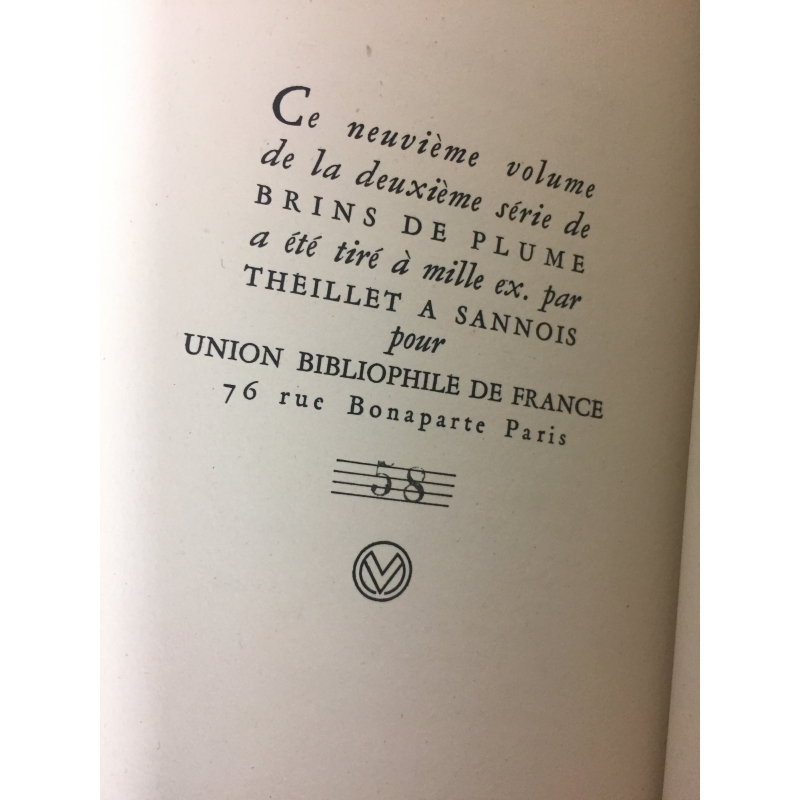 Ce neuvième volume
de la deuxième série de
BRINS DE PLUME
a été tiré à mille ex. par
THEILLET A SANNOIS
pour
UNION BIBLIOPHILE DE FRANCE
76 rue Bonaparte Paris
58